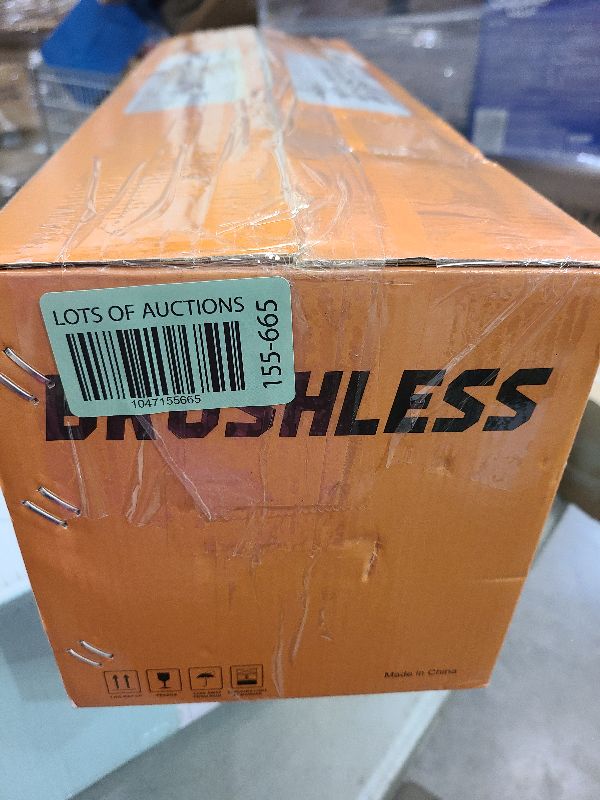 LOTS OF AUCTIONS
1047155665
155-665
BRUSHLESS
Made in China